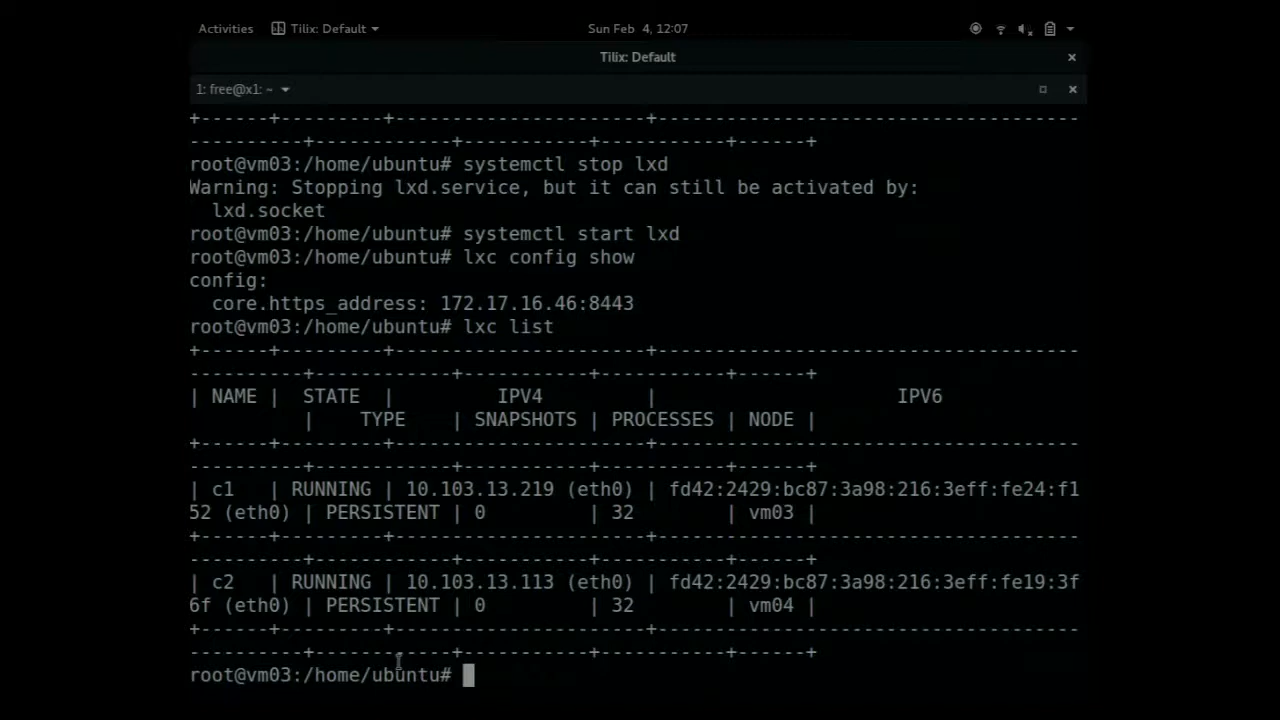 Activities Tilix: Default Sun Feb 4, 12:07
Tilix: Default ×
1: free@x1: ~ ×
+------+---------+----------------------+--------------------------------------
----------+------------+-----------+-----------+------+
root@vm03:/home/ubuntu# systemctl stop lxd
Warning: Stopping lxd.service, but it can still be activated by:
  lxd.socket
root@vm03:/home/ubuntu# systemctl start lxd
root@vm03:/home/ubuntu# lxc config show
config:
  core.https_address: 172.17.16.46:8443
root@vm03:/home/ubuntu# lxc list
+------+---------+----------------------+--------------------------------------
----------+------------+-----------+-----------+------+
| NAME |  STATE  |         IPV4         |                     IPV6
          |    TYPE    | SNAPSHOTS | PROCESSES | NODE |
+------+---------+----------------------+--------------------------------------
----------+------------+-----------+-----------+------+
| c1   | RUNNING | 10.103.13.219 (eth0) | fd42:2429:bc87:3a98:216:3eff:fe24:f1
52 (eth0) | PERSISTENT | 0         | 32        | vm03 |
+------+---------+----------------------+--------------------------------------
----------+------------+-----------+-----------+------+
| c2   | RUNNING | 10.103.13.113 (eth0) | fd42:2429:bc87:3a98:216:3eff:fe19:3f
6f (eth0) | PERSISTENT | 0         | 32        | vm04 |
+------+---------+----------------------+--------------------------------------
----------+------------+-----------+-----------+------+
root@vm03:/home/ubuntu#